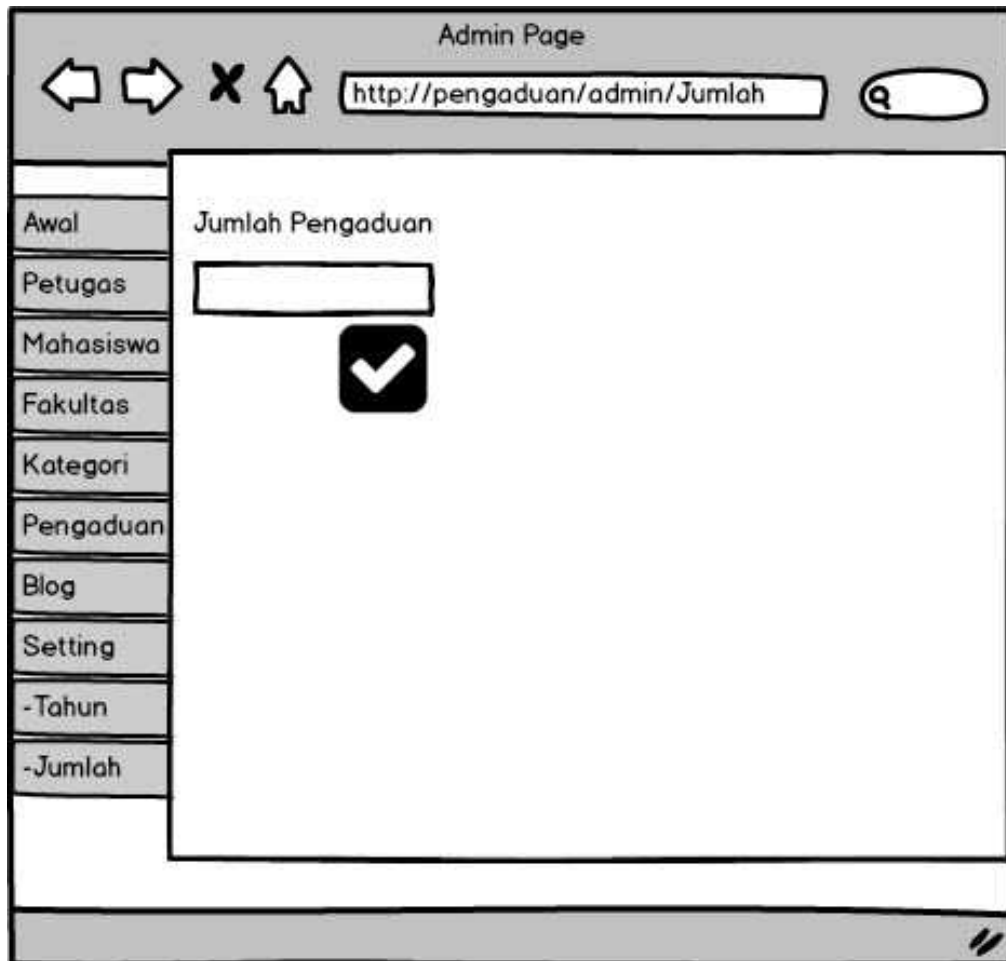 Admin Page
http://pengaduan/admin/Jumlah
Awal
Petugas
Mahasiswa
Fakultas
Kategori
Pengaduan
Blog
Setting
-Tahun
-Jumlah
Jumlah Pengaduan